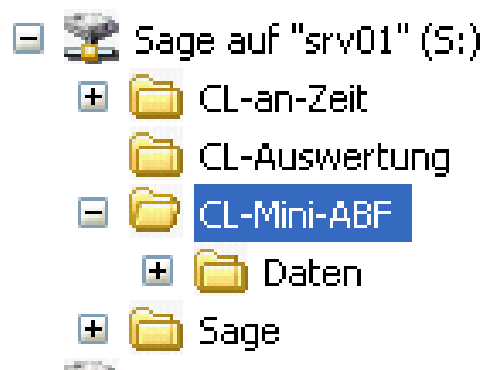 Sage auf "srv01" (S:)
CL-an-Zeit
CL-Auswertung
CL-Mini-ABF
Daten
Sage